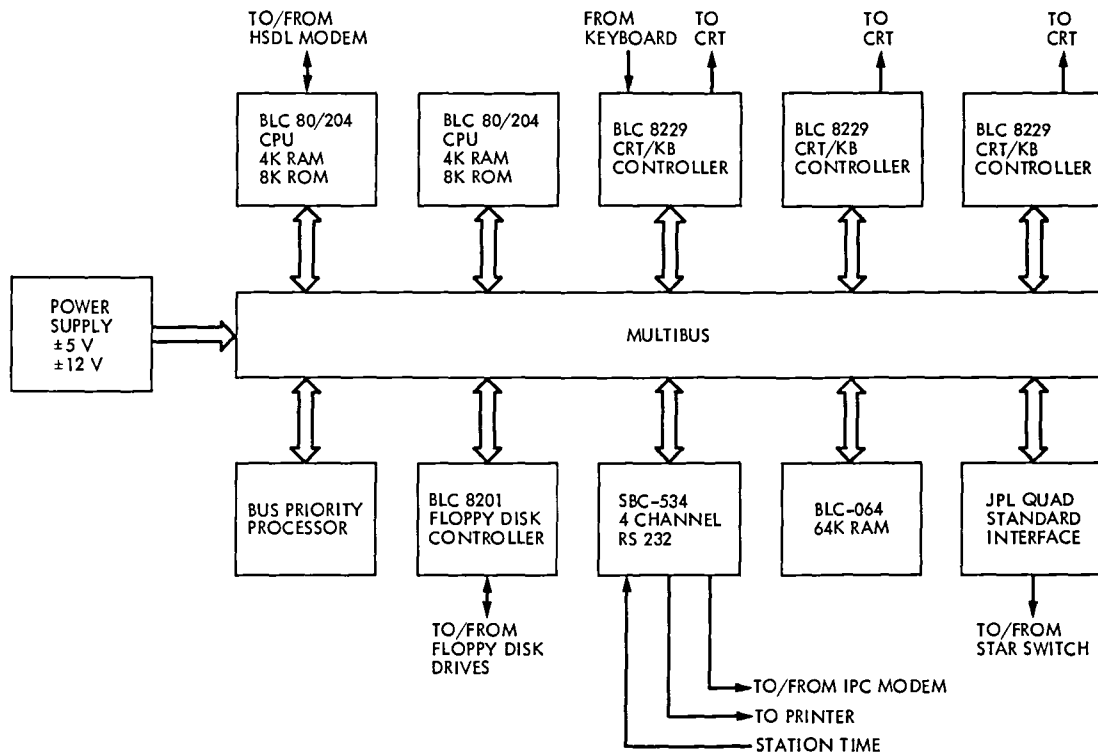 TO/FROM
HSDL MODEM
FROM
KEYBOARD
TO
CRT
TO
CRT
TO
CRT
BLC 80/204
CPU
4K RAM
8K ROM
BLC 80/204
CPU
4K RAM
8K ROM
BLC 8229
CRT/KB
CONTROLLER
BLC 8229
CRT/KB
CONTROLLER
BLC 8229
CRT/KB
CONTROLLER
POWER
SUPPLY
±5 V
±12 V
MULTIBUS
BUS PRIORITY
PROCESSOR
BLC 8201
FLOPPY DISK
CONTROLLER
SBC-534
4 CHANNEL
RS 232
BLC-064
64K RAM
JPL QUAD
STANDARD
INTERFACE
TO/FROM
FLOPPY DISK
DRIVES
TO/FROM
STAR SWITCH
TO/FROM IPC MODEM
TO PRINTER
STATION TIME